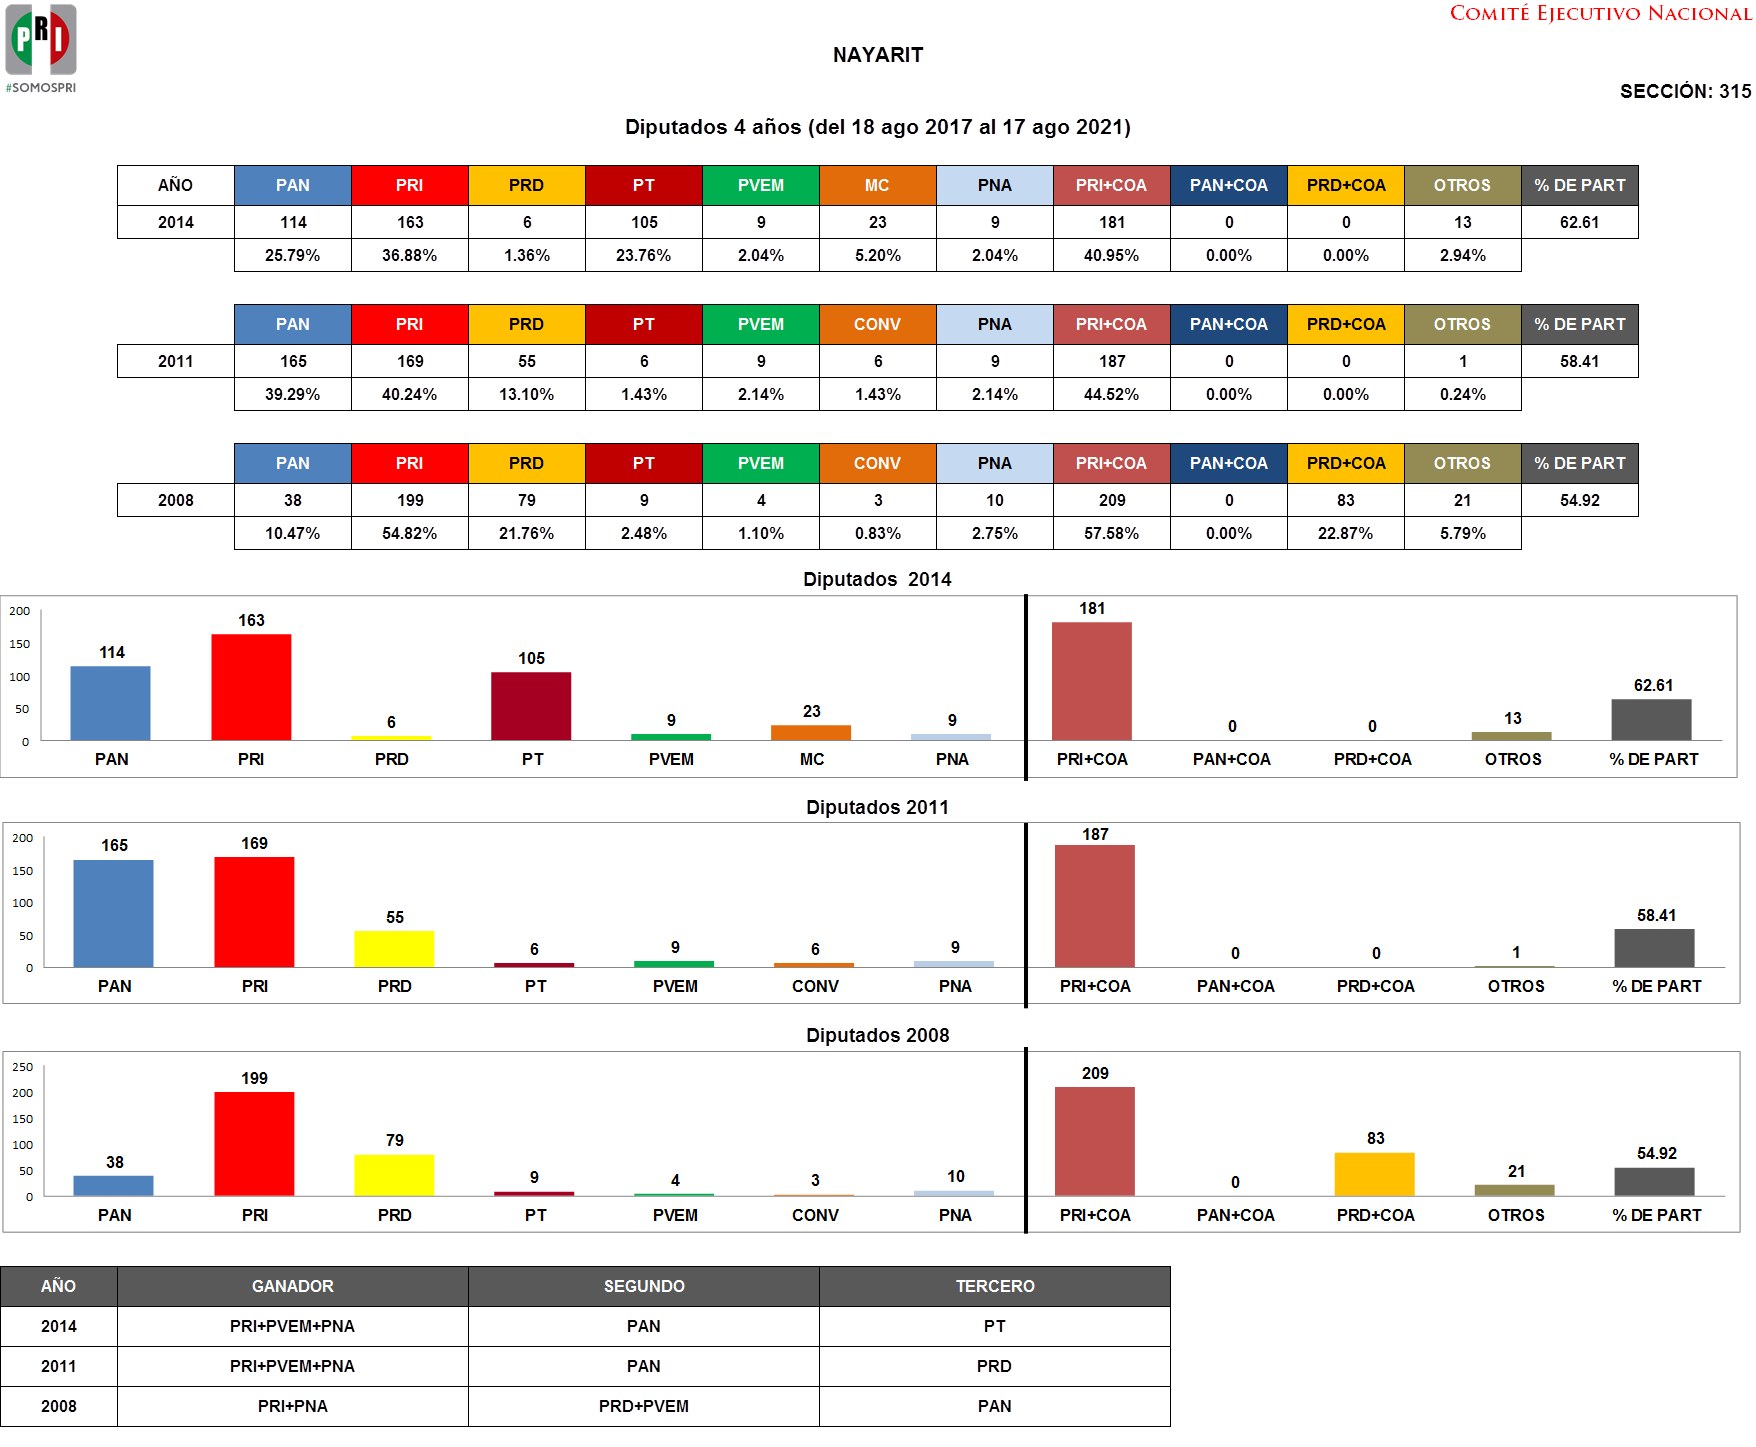 PRI
#SOMOSPRI
COMITÉ EJECUTIVO NACIONAL
NAYARIT
SECCIÓN: 315
Diputados 4 años (del 18 ago 2017 al 17 ago 2021)
AÑO PAN PRI PRD PT PVEM MC PNA PRI+COA PAN+COA PRD+COA OTROS % DE PART
2014 114 163 6 105 9 23 9 181 0 0 13 62.61
25.79% 36.88% 1.36% 23.76% 2.04% 5.20% 2.04% 40.95% 0.00% 0.00% 2.94%
PAN PRI PRD PT PVEM CONV PNA PRI+COA PAN+COA PRD+COA OTROS % DE PART
2011 165 169 55 6 9 6 9 187 0 0 1 58.41
39.29% 40.24% 13.10% 1.43% 2.14% 1.43% 2.14% 44.52% 0.00% 0.00% 0.24%
PAN PRI PRD PT PVEM CONV PNA PRI+COA PAN+COA PRD+COA OTROS % DE PART
2008 38 199 79 9 4 3 10 209 0 83 21 54.92
10.47% 54.82% 21.76% 2.48% 1.10% 0.83% 2.75% 57.58% 0.00% 22.87% 5.79%
Diputados 2014
200
150
100
50
0
114 163 6 105 9 23 9 181 0 0 13 62.61
PAN PRI PRD PT PVEM MC PNA PRI+COA PAN+COA PRD+COA OTROS % DE PART
Diputados 2011
200
150
100
50
0
165 169 55 6 9 6 9 187 0 0 1 58.41
PAN PRI PRD PT PVEM CONV PNA PRI+COA PAN+COA PRD+COA OTROS % DE PART
Diputados 2008
250
200
150
100
50
0
38 199 79 9 4 3 10 209 0 83 21 54.92
PAN PRI PRD PT PVEM CONV PNA PRI+COA PAN+COA PRD+COA OTROS % DE PART
AÑO GANADOR SEGUNDO TERCERO
2014 PRI+PVEM+PNA PAN PT
2011 PRI+PVEM+PNA PAN PRD
2008 PRI+PNA PRD+PVEM PAN